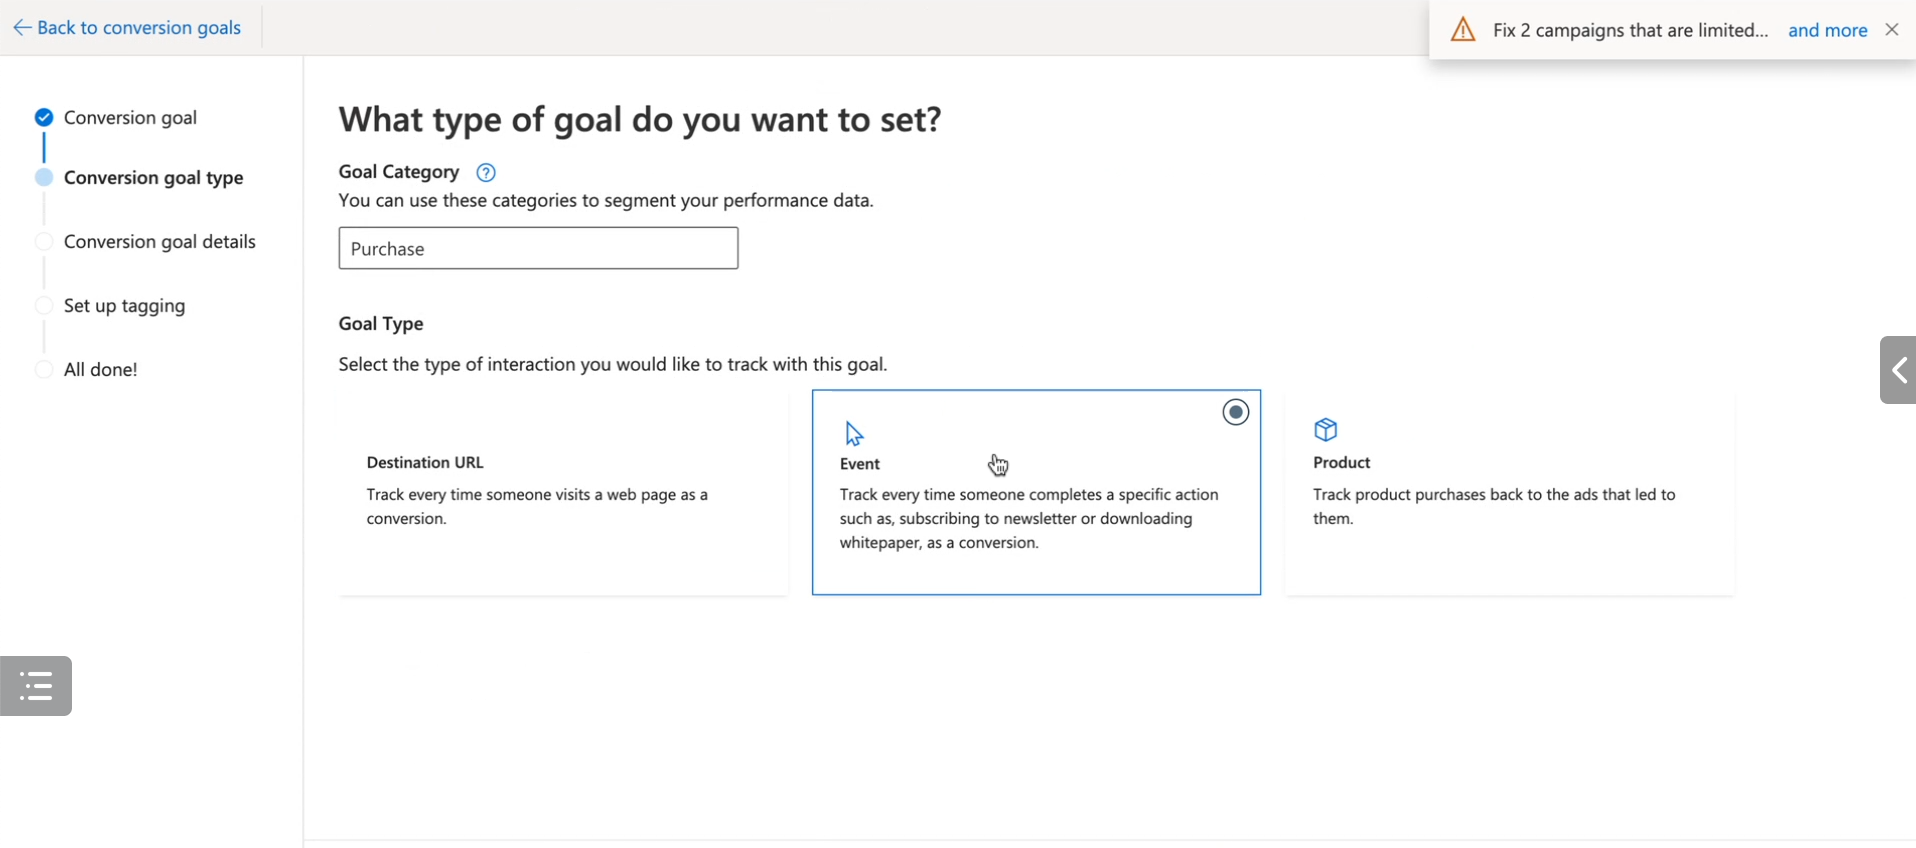 Back to conversion goals
Fix 2 campaigns that are limited... and more
Conversion goal
Conversion goal type
Conversion goal details
Set up tagging
All done!
What type of goal do you want to set?
Goal Category
You can use these categories to segment your performance data.
Purchase
Goal Type
Select the type of interaction you would like to track with this goal.
Destination URL
Track every time someone visits a web page as a
conversion.
Event
Track every time someone completes a specific action
such as, subscribing to newsletter or downloading
whitepaper, as a conversion.
Product
Track product purchases back to the ads that led to
them.